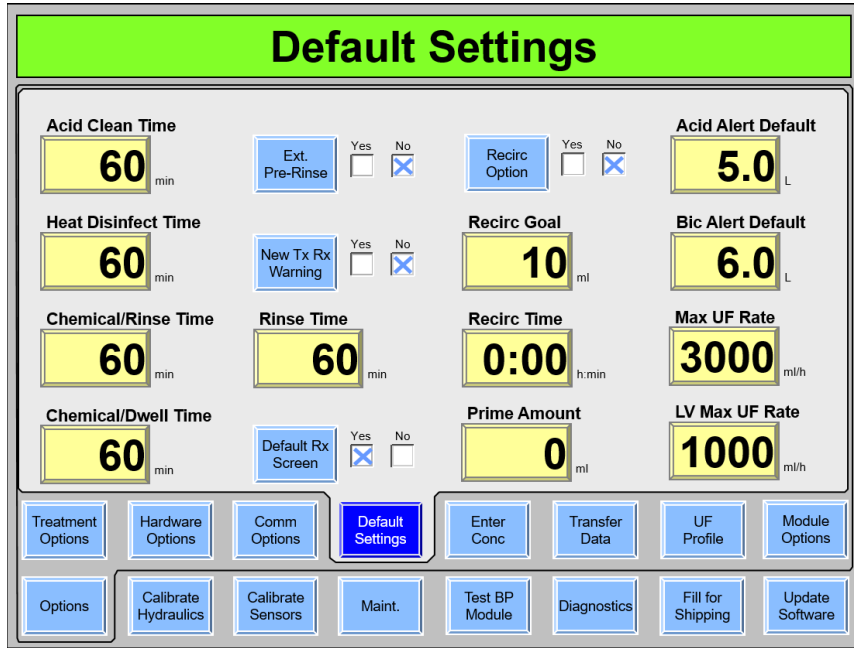 Default Settings
Acid Clean Time
60 min
Ext.
Pre-Rinse
Yes No
Recirc
Option
Yes No
Acid Alert Default
5.0 L
Heat Disinfect Time
60 min
New Tx Rx
Warning
Yes No
Recirc Goal
10 ml
Bic Alert Default
6.0 L
Chemical/Rinse Time
60 min
Rinse Time
60 min
Recirc Time
0:00 h:min
Max UF Rate
3000 ml/h
Chemical/Dwell Time
60 min
Default Rx
Screen
Yes No
Prime Amount
0 ml
LV Max UF Rate
1000 ml/h
Treatment
Options
Hardware
Options
Comm
Options
Default
Settings
Enter
Conc
Transfer
Data
UF
Profile
Module
Options
Options
Calibrate
Hydraulics
Calibrate
Sensors
Maint.
Test BP
Module
Diagnostics
Fill for
Shipping
Update
Software